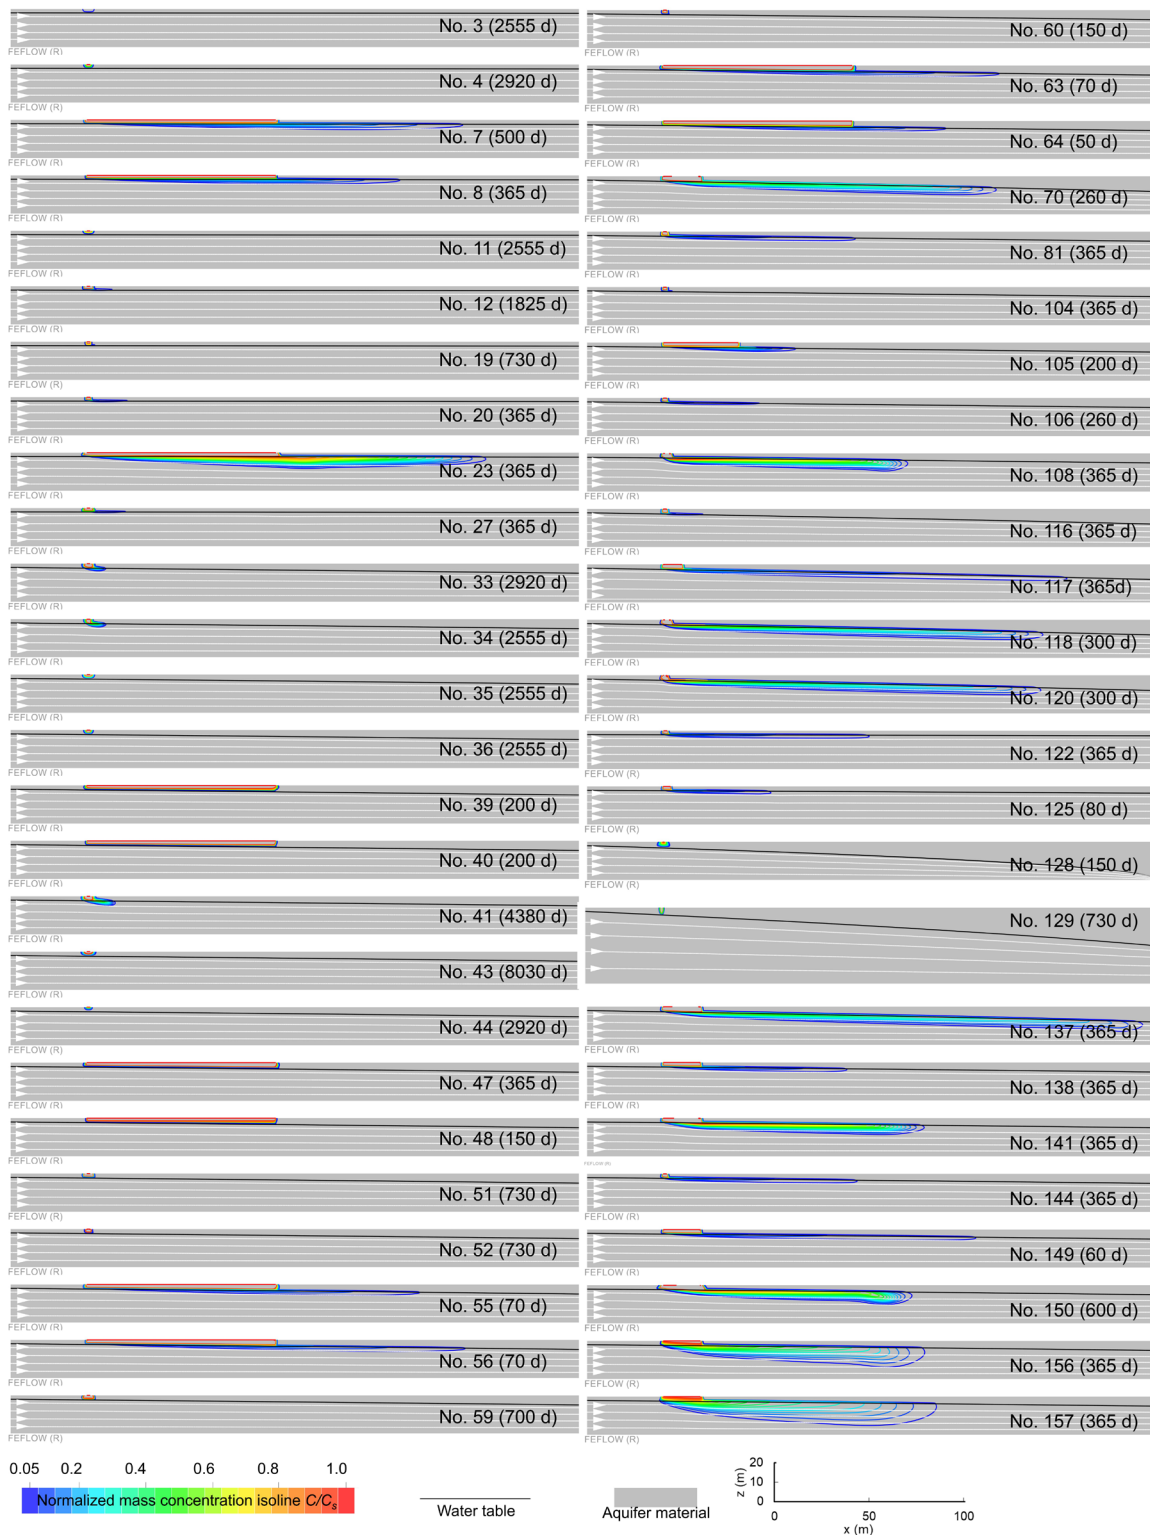 No. 3 (2555 d)
FEFLOW (R)
No. 4 (2920 d)
FEFLOW (R)
No. 7 (500 d)
FEFLOW (R)
No. 8 (365 d)
FEFLOW (R)
No. 11 (2555 d)
FEFLOW (R)
No. 12 (1825 d)
FEFLOW (R)
No. 19 (730 d)
FEFLOW (R)
No. 20 (365 d)
FEFLOW (R)
No. 23 (365 d)
FEFLOW (R)
No. 27 (365 d)
FEFLOW (R)
No. 33 (2920 d)
FEFLOW (R)
No. 34 (2555 d)
FEFLOW (R)
No. 35 (2555 d)
FEFLOW (R)
No. 36 (2555 d)
FEFLOW (R)
No. 39 (200 d)
FEFLOW (R)
No. 40 (200 d)
FEFLOW (R)
No. 41 (4380 d)
FEFLOW (R)
No. 43 (8030 d)
FEFLOW (R)
No. 44 (2920 d)
FEFLOW (R)
No. 47 (365 d)
FEFLOW (R)
No. 48 (150 d)
FEFLOW (R)
No. 51 (730 d)
FEFLOW (R)
No. 52 (730 d)
FEFLOW (R)
No. 55 (70 d)
FEFLOW (R)
No. 56 (70 d)
FEFLOW (R)
No. 59 (700 d)
FEFLOW (R)
No. 60 (150 d)
FEFLOW (R)
No. 63 (70 d)
FEFLOW (R)
No. 64 (50 d)
FEFLOW (R)
No. 70 (260 d)
FEFLOW (R)
No. 81 (365 d)
FEFLOW (R)
No. 104 (365 d)
FEFLOW (R)
No. 105 (200 d)
FEFLOW (R)
No. 106 (260 d)
FEFLOW (R)
No. 108 (365 d)
FEFLOW (R)
No. 116 (365 d)
FEFLOW (R)
No. 117 (365d)
FEFLOW (R)
No. 118 (300 d)
FEFLOW (R)
No. 120 (300 d)
FEFLOW (R)
No. 122 (365 d)
FEFLOW (R)
No. 125 (80 d)
FEFLOW (R)
No. 128 (150 d)
FEFLOW (R)
No. 129 (730 d)
No. 137 (365 d)
FEFLOW (R)
No. 138 (365 d)
FEFLOW (R)
No. 141 (365 d)
FEFLOW (R)
No. 144 (365 d)
FEFLOW (R)
No. 149 (60 d)
FEFLOW (R)
No. 150 (600 d)
FEFLOW (R)
No. 156 (365 d)
FEFLOW (R)
No. 157 (365 d)
FEFLOW (R)
0.05 0.2 0.4 0.6 0.8 1.0
Normalized mass concentration isoline C/Cs
Water table
Aquifer material
z (m)
20
10
0
0 50 100
x (m)